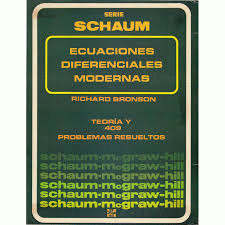 SERIE
SCHAUM
ECUACIONES
DIFERENCIALES
MODERNAS
RICHARD BRONSON
TEORÍA Y
409
PROBLEMAS RESUELTOS
schaum-mcgraw-hill
schaum-mcgraw-hill
schaum-mcgraw-hill
schaum-mcgraw-hill
schaum-mcgraw-hill